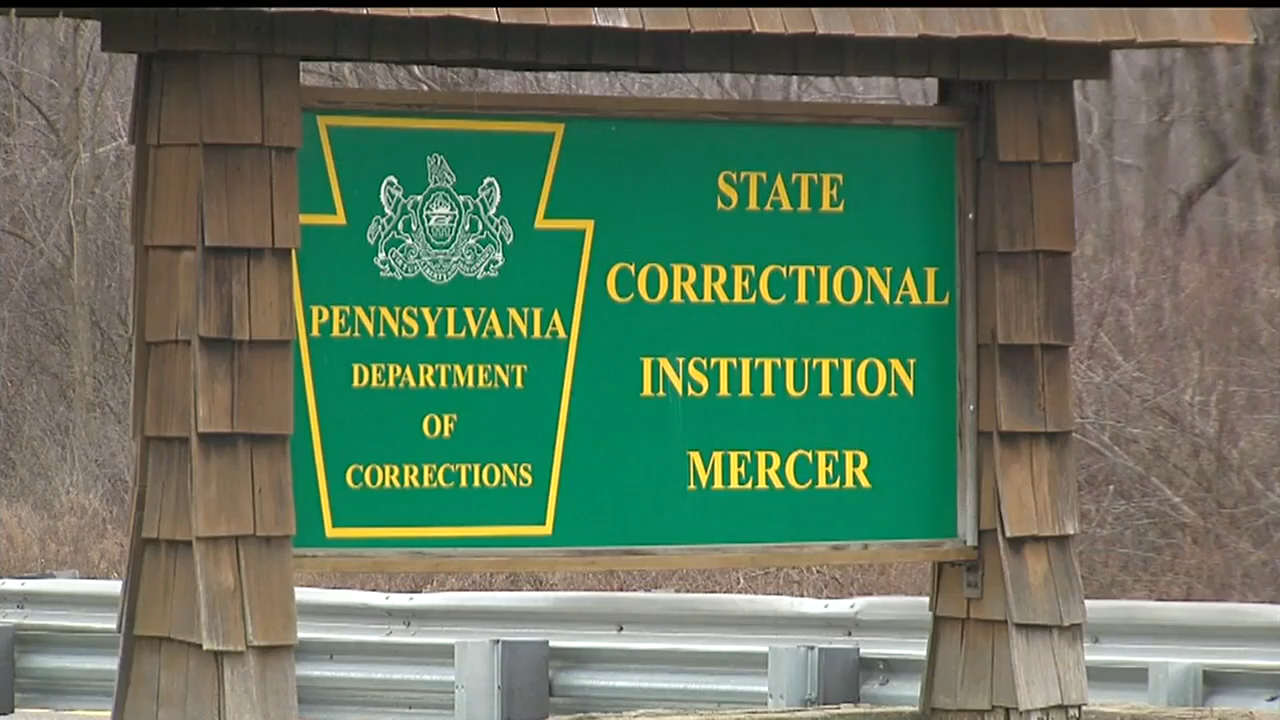 PENNSYLVANIA
DEPARTMENT
OF
CORRECTIONS
STATE
CORRECTIONAL
INSTITUTION
MERCER